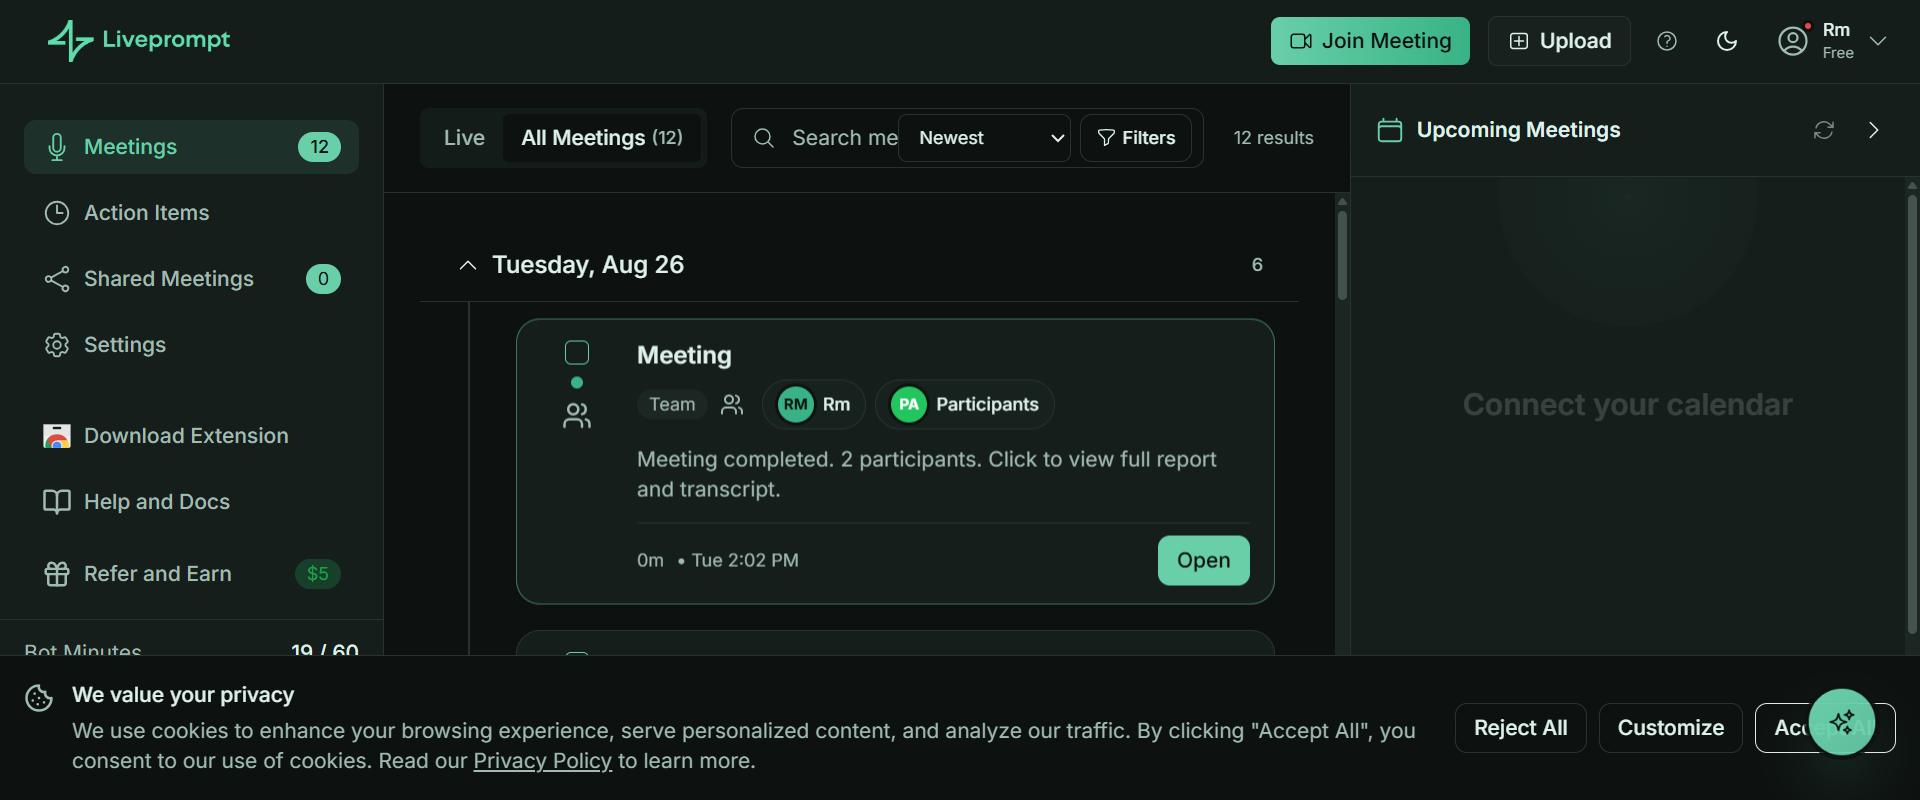 Liveprompt
Join Meeting
Upload
Rm
Free
Meetings
12
Action Items
Shared Meetings
0
Settings
Download Extension
Help and Docs
Refer and Earn
$5
Bot Minutes
19 / 60
Live
All Meetings (12)
Search me
Newest
Filters
12 results
Tuesday, Aug 26
6
Meeting
Team
RM
Rm
PA
Participants
Meeting completed. 2 participants. Click to view full report
and transcript.
0m • Tue 2:02 PM
Open
Upcoming Meetings
Connect your calendar
We value your privacy
We use cookies to enhance your browsing experience, serve personalized content, and analyze our traffic. By clicking "Accept All", you
consent to our use of cookies. Read our Privacy Policy to learn more.
Reject All
Customize
Accept All